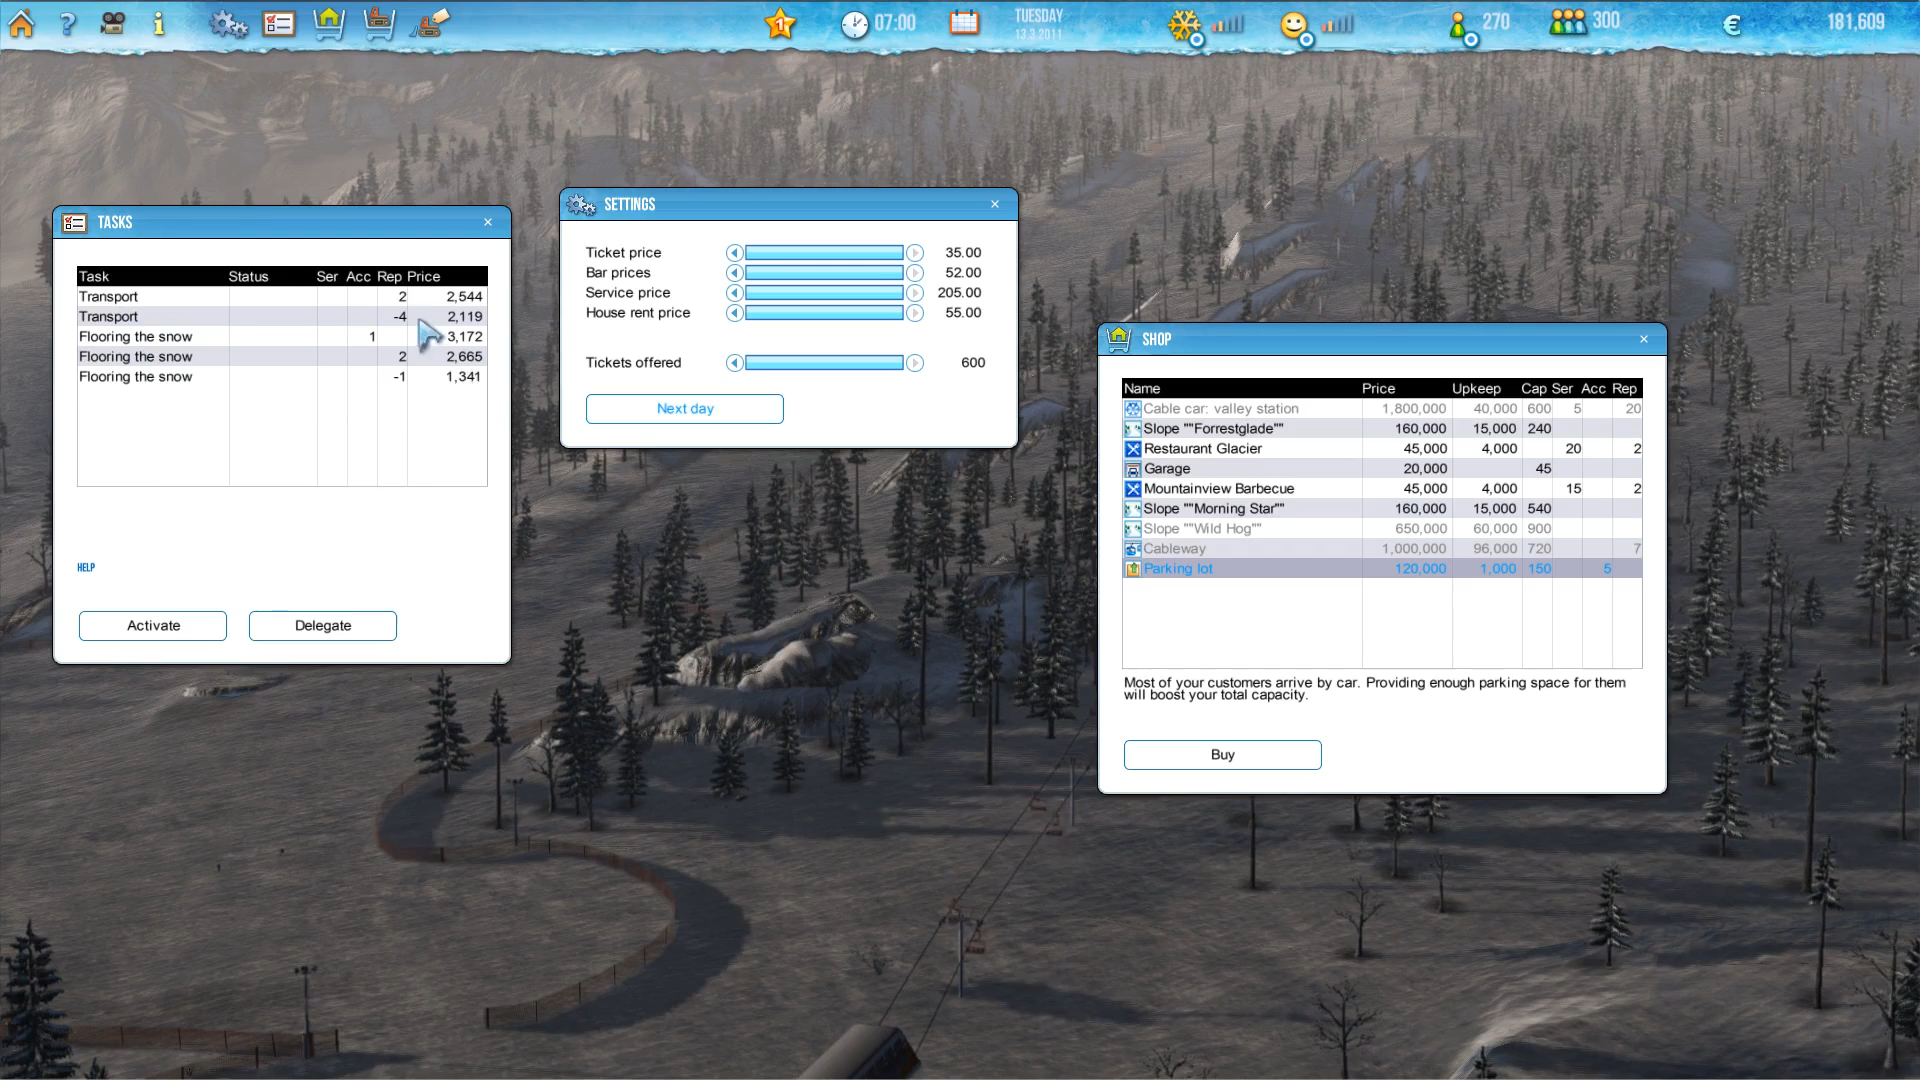 07:00
TUESDAY
13.3.2011
270
300
€
181,609
1
TASKS
Task Status Ser Acc Rep Price
Transport 2 2,544
Transport -4 2,119
Flooring the snow 1 3,172
Flooring the snow 2 2,665
Flooring the snow -1 1,341
HELP
Activate
Delegate
SETTINGS
Ticket price 35.00
Bar prices 52.00
Service price 205.00
House rent price 55.00
Tickets offered 600
Next day
SHOP
Name Price Upkeep Cap Ser Acc Rep
Cable car: valley station 1,800,000 40,000 600 5 20
Slope ""Forrestglade"" 160,000 15,000 240
Restaurant Glacier 45,000 4,000 20 2
Garage 20,000 45
Mountainview Barbecue 45,000 4,000 15 2
Slope ""Morning Star"" 160,000 15,000 540
Slope ""Wild Hog"" 650,000 60,000 900
Cableway 1,000,000 96,000 720 7
Parking lot 120,000 1,000 150 5
Most of your customers arrive by car. Providing enough parking space for them
will boost your total capacity.
Buy